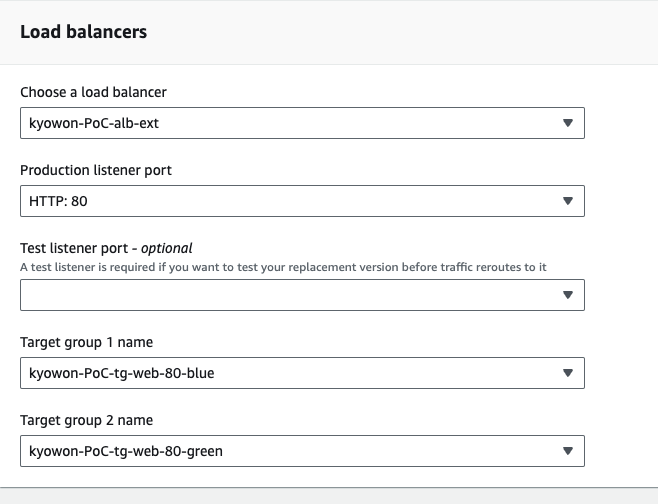 Load balancers
Choose a load balancer
kyowon-PoC-alb-ext
Production listener port
HTTP: 80
Test listener port - optional
A test listener is required if you want to test your replacement version before traffic reroutes to it
Target group 1 name
kyowon-PoC-tg-web-80-blue
Target group 2 name
kyowon-PoC-tg-web-80-green